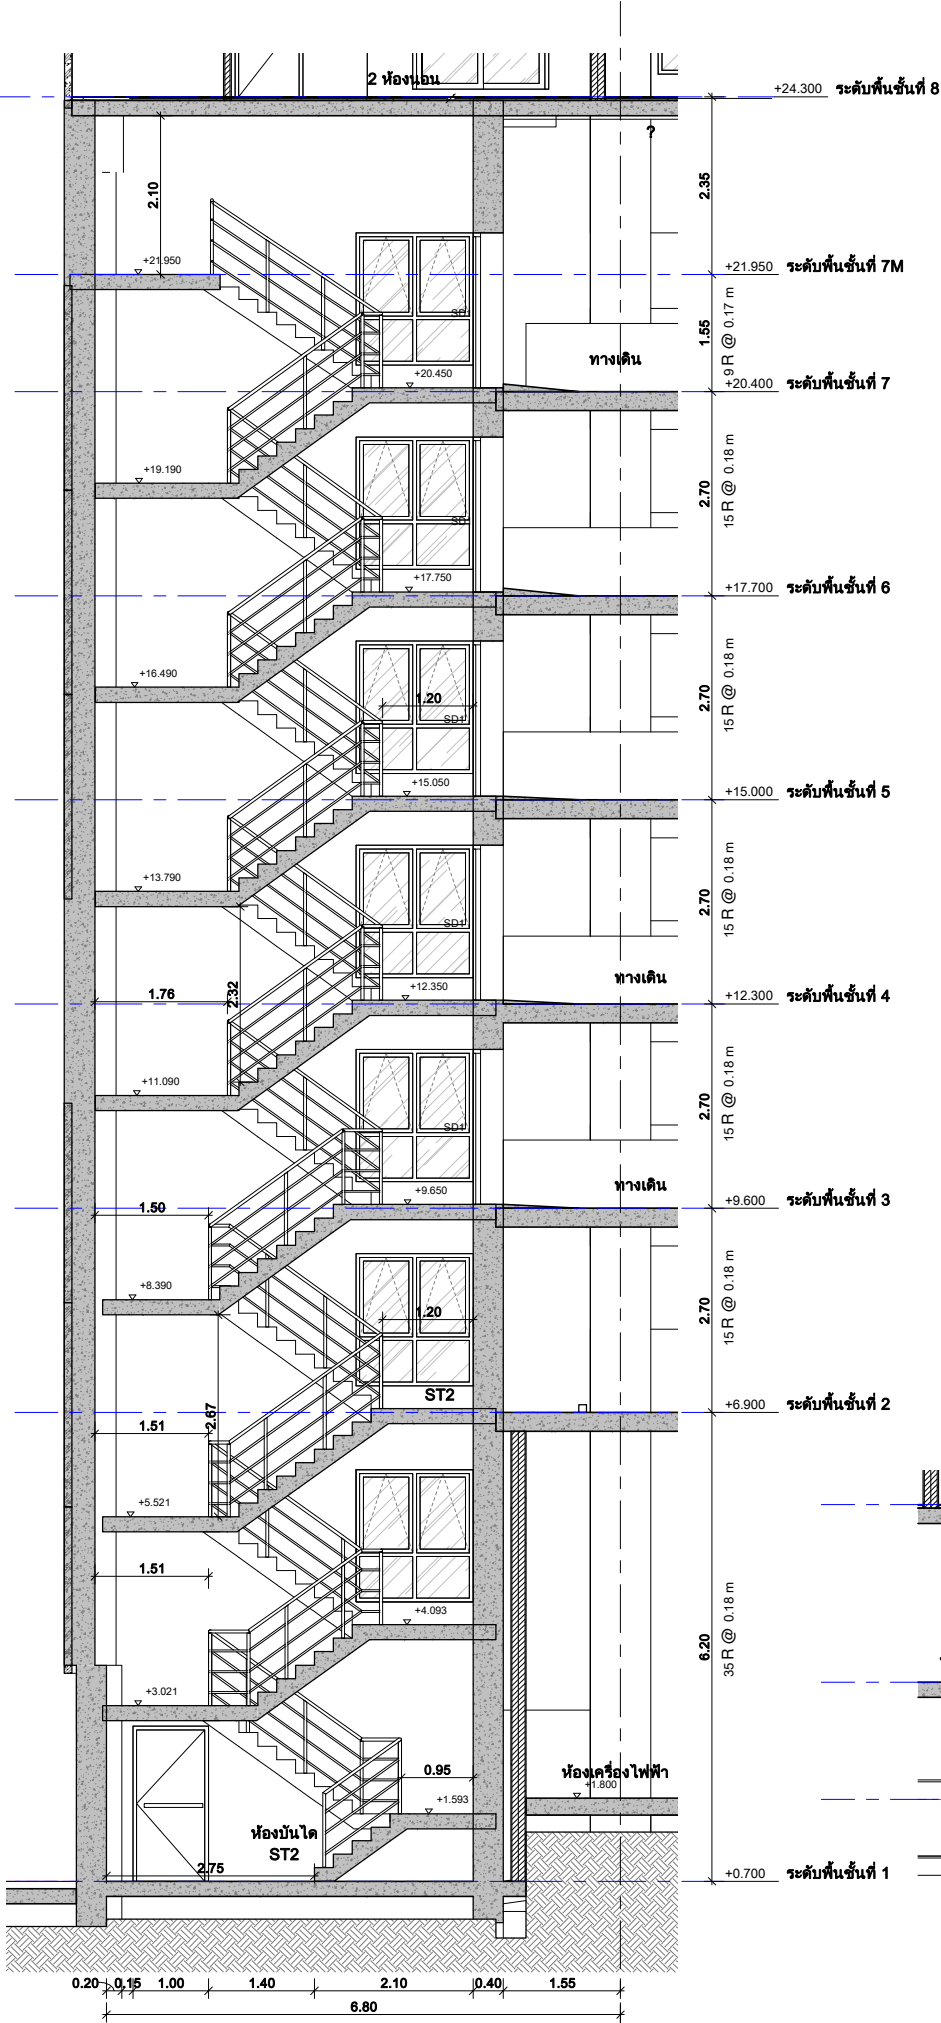 2 ห้องนอน
+24.300 ระดับพื้นชั้นที่ 8
?
2.10
2.35
+21.950
+21.950 ระดับพื้นชั้นที่ 7M
1.55
9 R @ 0.17 m
ทางเดิน
+20.450
+20.400 ระดับพื้นชั้นที่ 7
+19.190
2.70
15 R @ 0.18 m
+17.750
+17.700 ระดับพื้นชั้นที่ 6
+16.490
2.70
15 R @ 0.18 m
1.20
SD1
+15.050
+15.000 ระดับพื้นชั้นที่ 5
+13.790
2.70
15 R @ 0.18 m
SD1
ทางเดิน
1.76
2.32
+12.350
+12.300 ระดับพื้นชั้นที่ 4
+11.090
2.70
15 R @ 0.18 m
SD1
ทางเดิน
+9.650
+9.600 ระดับพื้นชั้นที่ 3
1.50
+8.390
2.70
15 R @ 0.18 m
1.20
ST2
+6.900 ระดับพื้นชั้นที่ 2
1.51
2.67
+5.521
1.51
+4.093
6.20
35 R @ 0.18 m
+3.021
0.95
ห้องเครื่องไฟฟ้า
+1.800
+1.593
ห้องบันได
ST2
2.75
+0.700 ระดับพื้นชั้นที่ 1
0.20 0.15 1.00 1.40 2.10 0.40 1.55
6.80